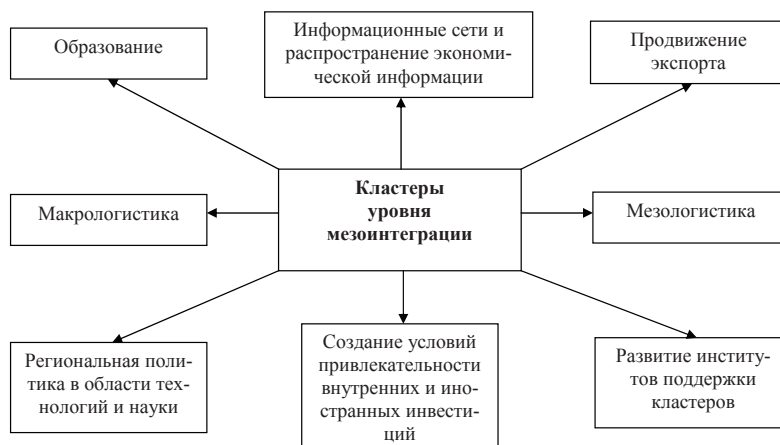 Образование
Информационные сети и
распространение экономи-
ческой информации
Продвижение
экспорта
Макрологистика
Кластеры
уровня
мезоинтеграции
Мезологистика
Региональная поли-
тика в области тех-
нологий и науки
Создание условий
привлекательности
внутренних и ино-
странных инвести-
ций
Развитие институ-
тов поддержки
кластеров